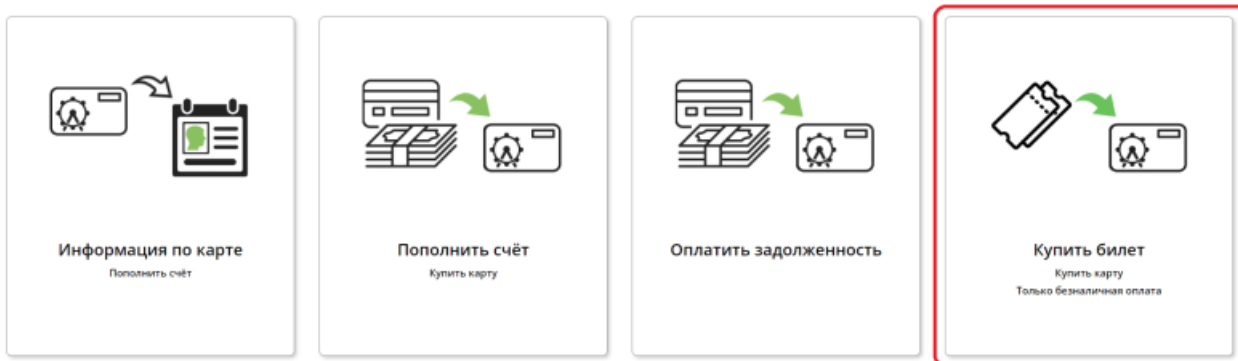 Информация по карте
Пополнить счёт
Пополнить счёт
Купить карту
Оплатить задолженность
Купить билет
Купить карту
Только безналичная оплата